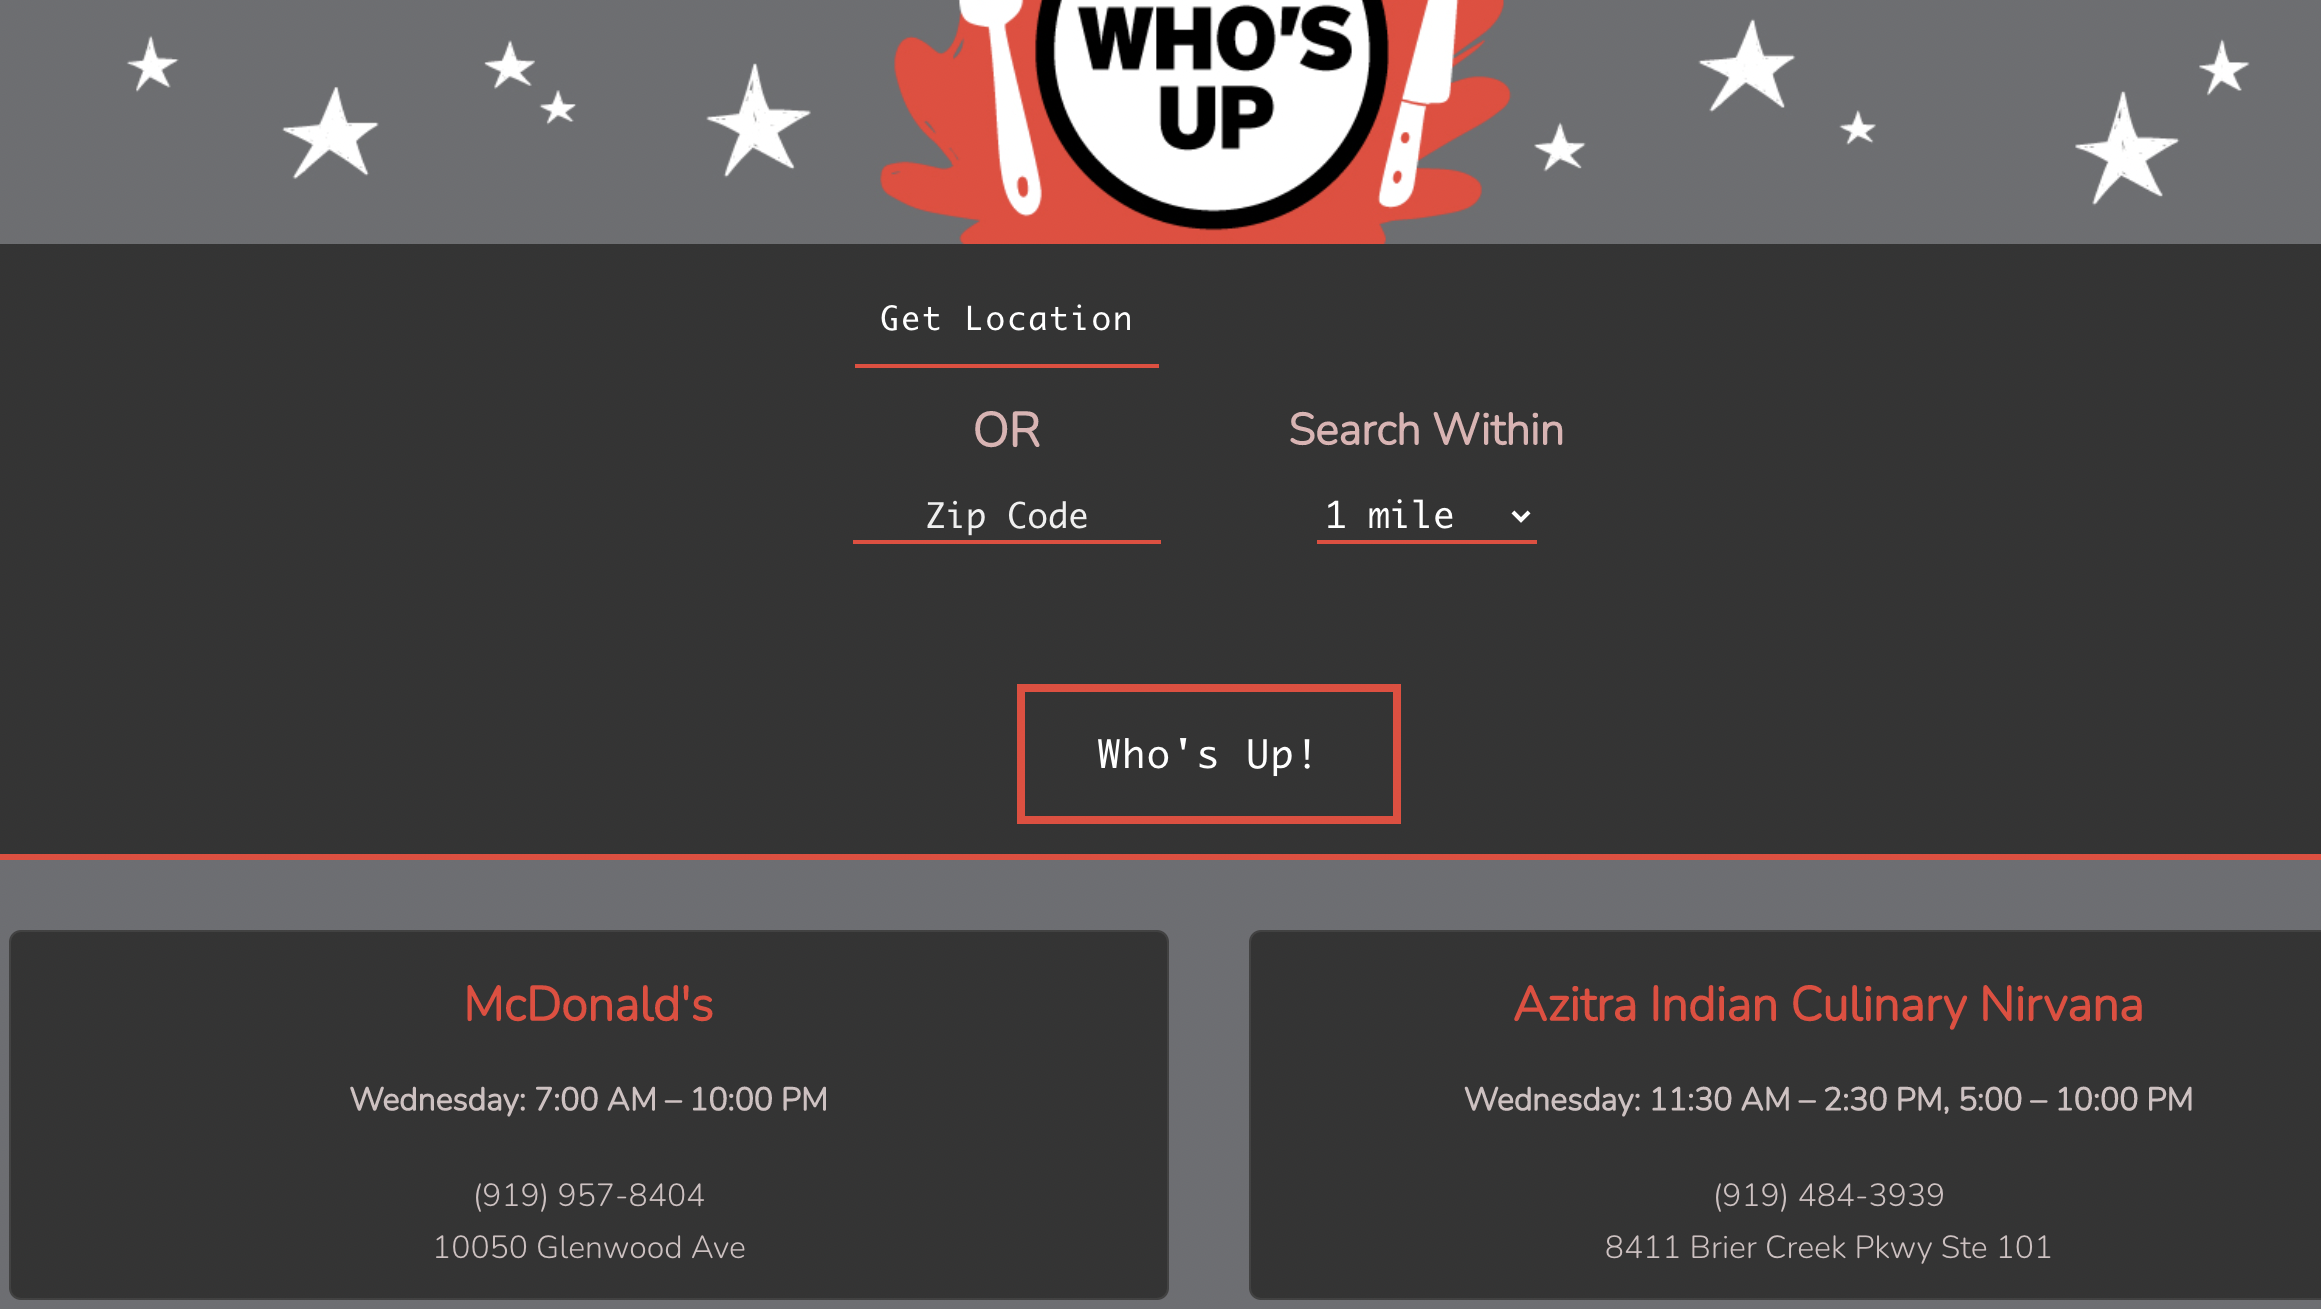 WHO'S
UP
Get Location
OR
Search Within
Zip Code
1 mile
Who's Up!
McDonald's
Wednesday: 7:00 AM – 10:00 PM
(919) 957-8404
10050 Glenwood Ave
Azitra Indian Culinary Nirvana
Wednesday: 11:30 AM – 2:30 PM, 5:00 – 10:00 PM
(919) 484-3939
8411 Brier Creek Pkwy Ste 101